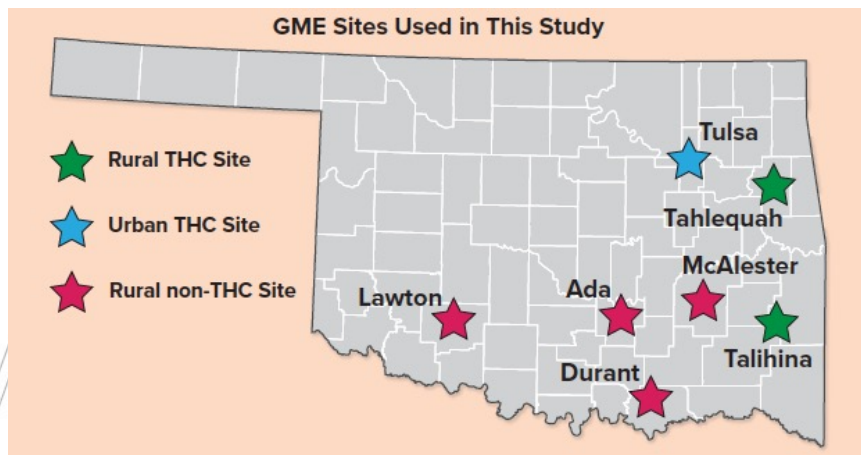 GME Sites Used in This Study
Tulsa
Rural THC Site
Urban THC Site
Tahlequah
McAlester
Rural non-THC Site
Lawton
Ada
Talihina
Durant